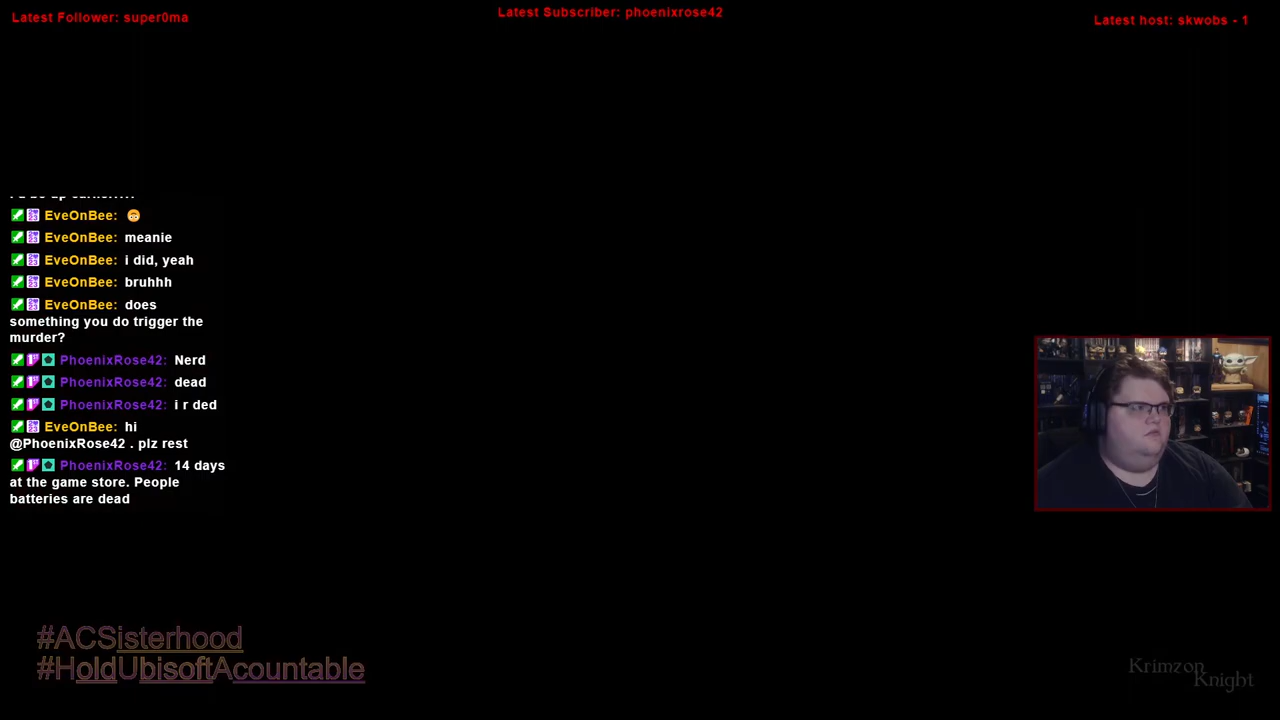 Latest Follower: super0ma
Latest Subscriber: phoenixrose42
Latest host: skwobs - 1
EveOnBee:
EveOnBee: meanie
EveOnBee: i did, yeah
EveOnBee: bruhhh
EveOnBee: does
something you do trigger the
murder?
PhoenixRose42: Nerd
PhoenixRose42: dead
PhoenixRose42: i r ded
EveOnBee: hi
@PhoenixRose42 . plz rest
PhoenixRose42: 14 days
at the game store. People
batteries are dead
#ACSisterhood
#HoldUbisoftAcountable
Krimzon
Knight